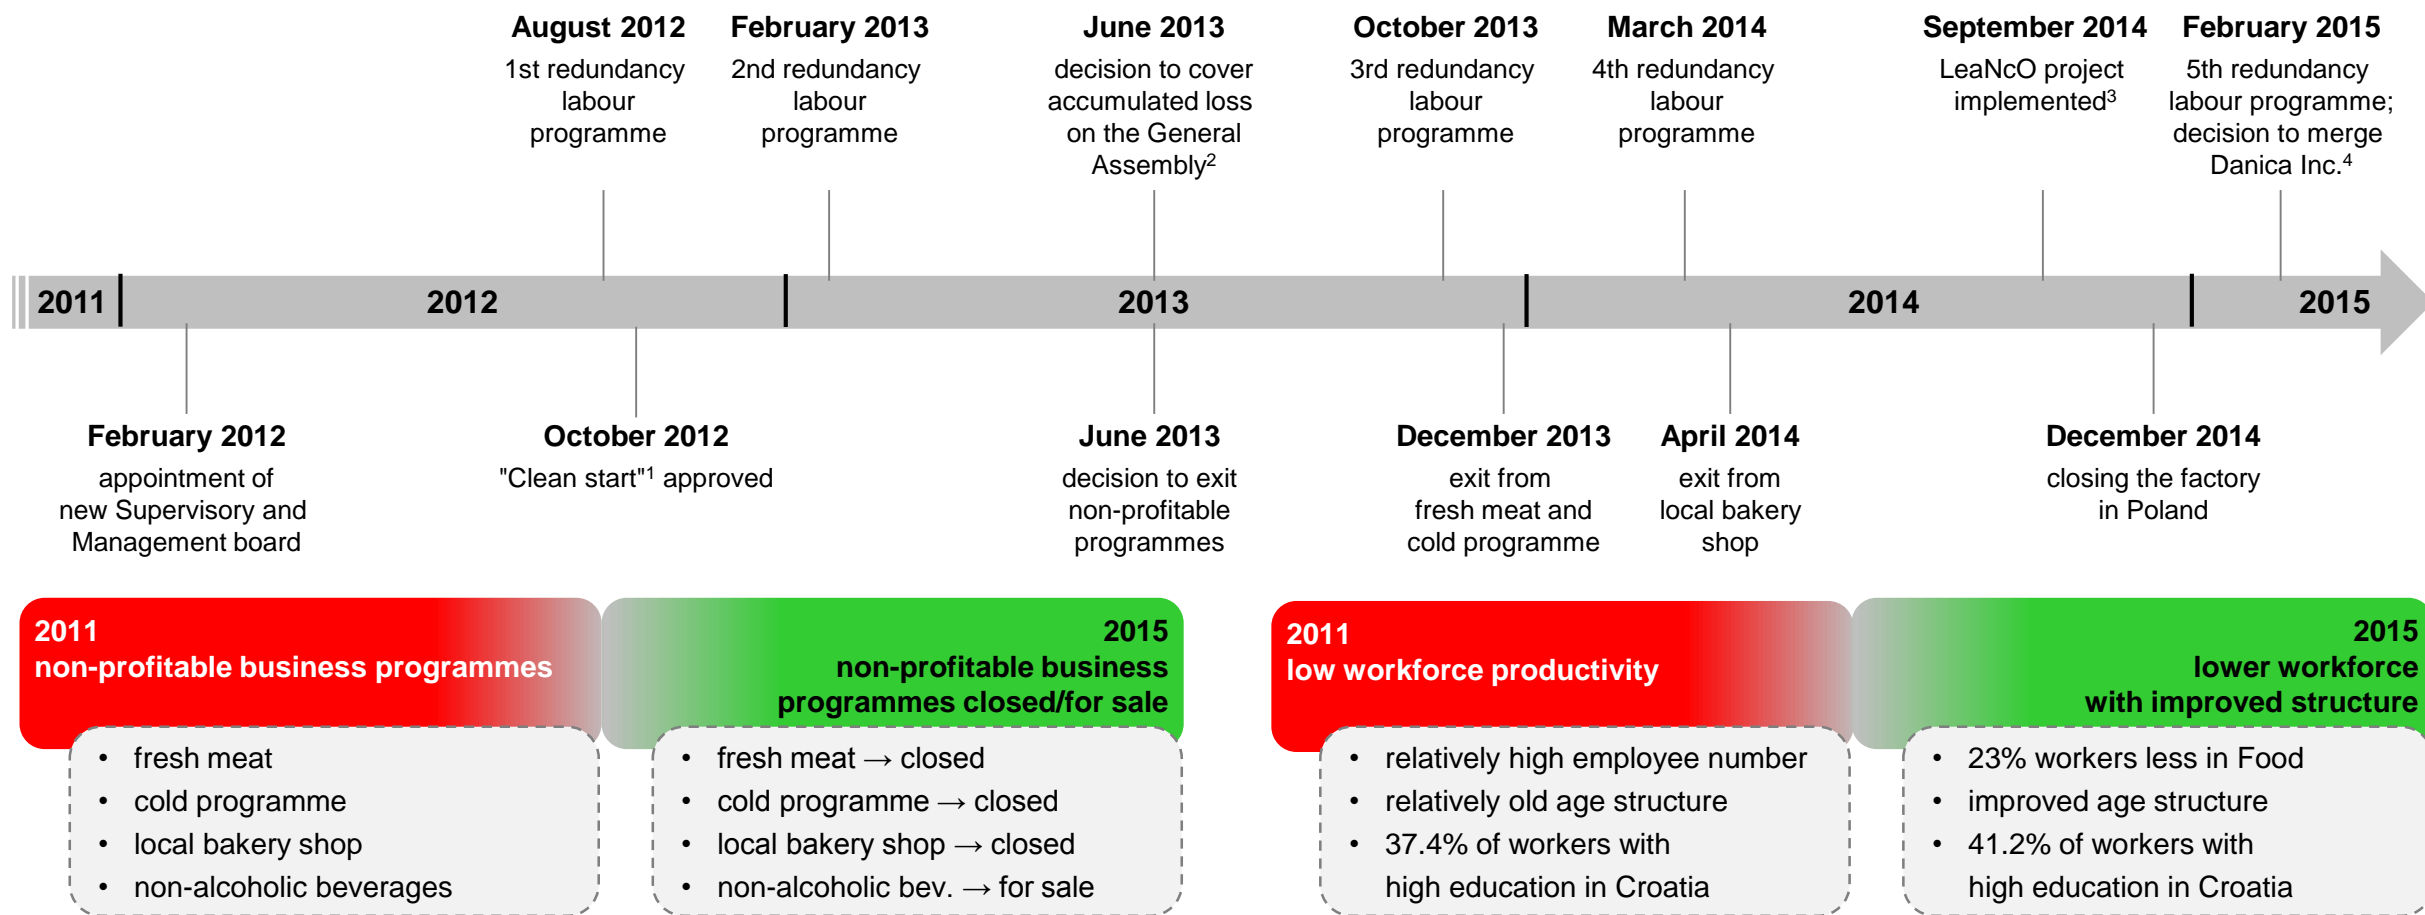 August 2012
1st redundancy
labour
programme
February 2013
2nd redundancy
labour
programme
June 2013
decision to cover
accumulated loss
on the General
Assembly²
October 2013
3rd redundancy
labour
programme
March 2014
4th redundancy
labour
programme
September 2014
LeaNcO project
implemented³
February 2015
5th redundancy
labour programme;
decision to merge
Danica Inc.⁴
2011
2012
2013
2014
2015
February 2012
appointment of
new Supervisory and
Management board
October 2012
"Clean start"¹ approved
June 2013
decision to exit
non-profitable
programmes
December 2013
exit from
fresh meat and
cold programme
April 2014
exit from
local bakery
shop
December 2014
closing the factory
in Poland
2011
non-profitable business programmes
• fresh meat
• cold programme
• local bakery shop
• non-alcoholic beverages
2015
non-profitable business
programmes closed/for sale
• fresh meat → closed
• cold programme → closed
• local bakery shop → closed
• non-alcoholic bev. → for sale
2011
low workforce productivity
• relatively high employee number
• relatively old age structure
• 37.4% of workers with
high education in Croatia
2015
lower workforce
with improved structure
• 23% workers less in Food
• improved age structure
• 41.2% of workers with
high education in Croatia